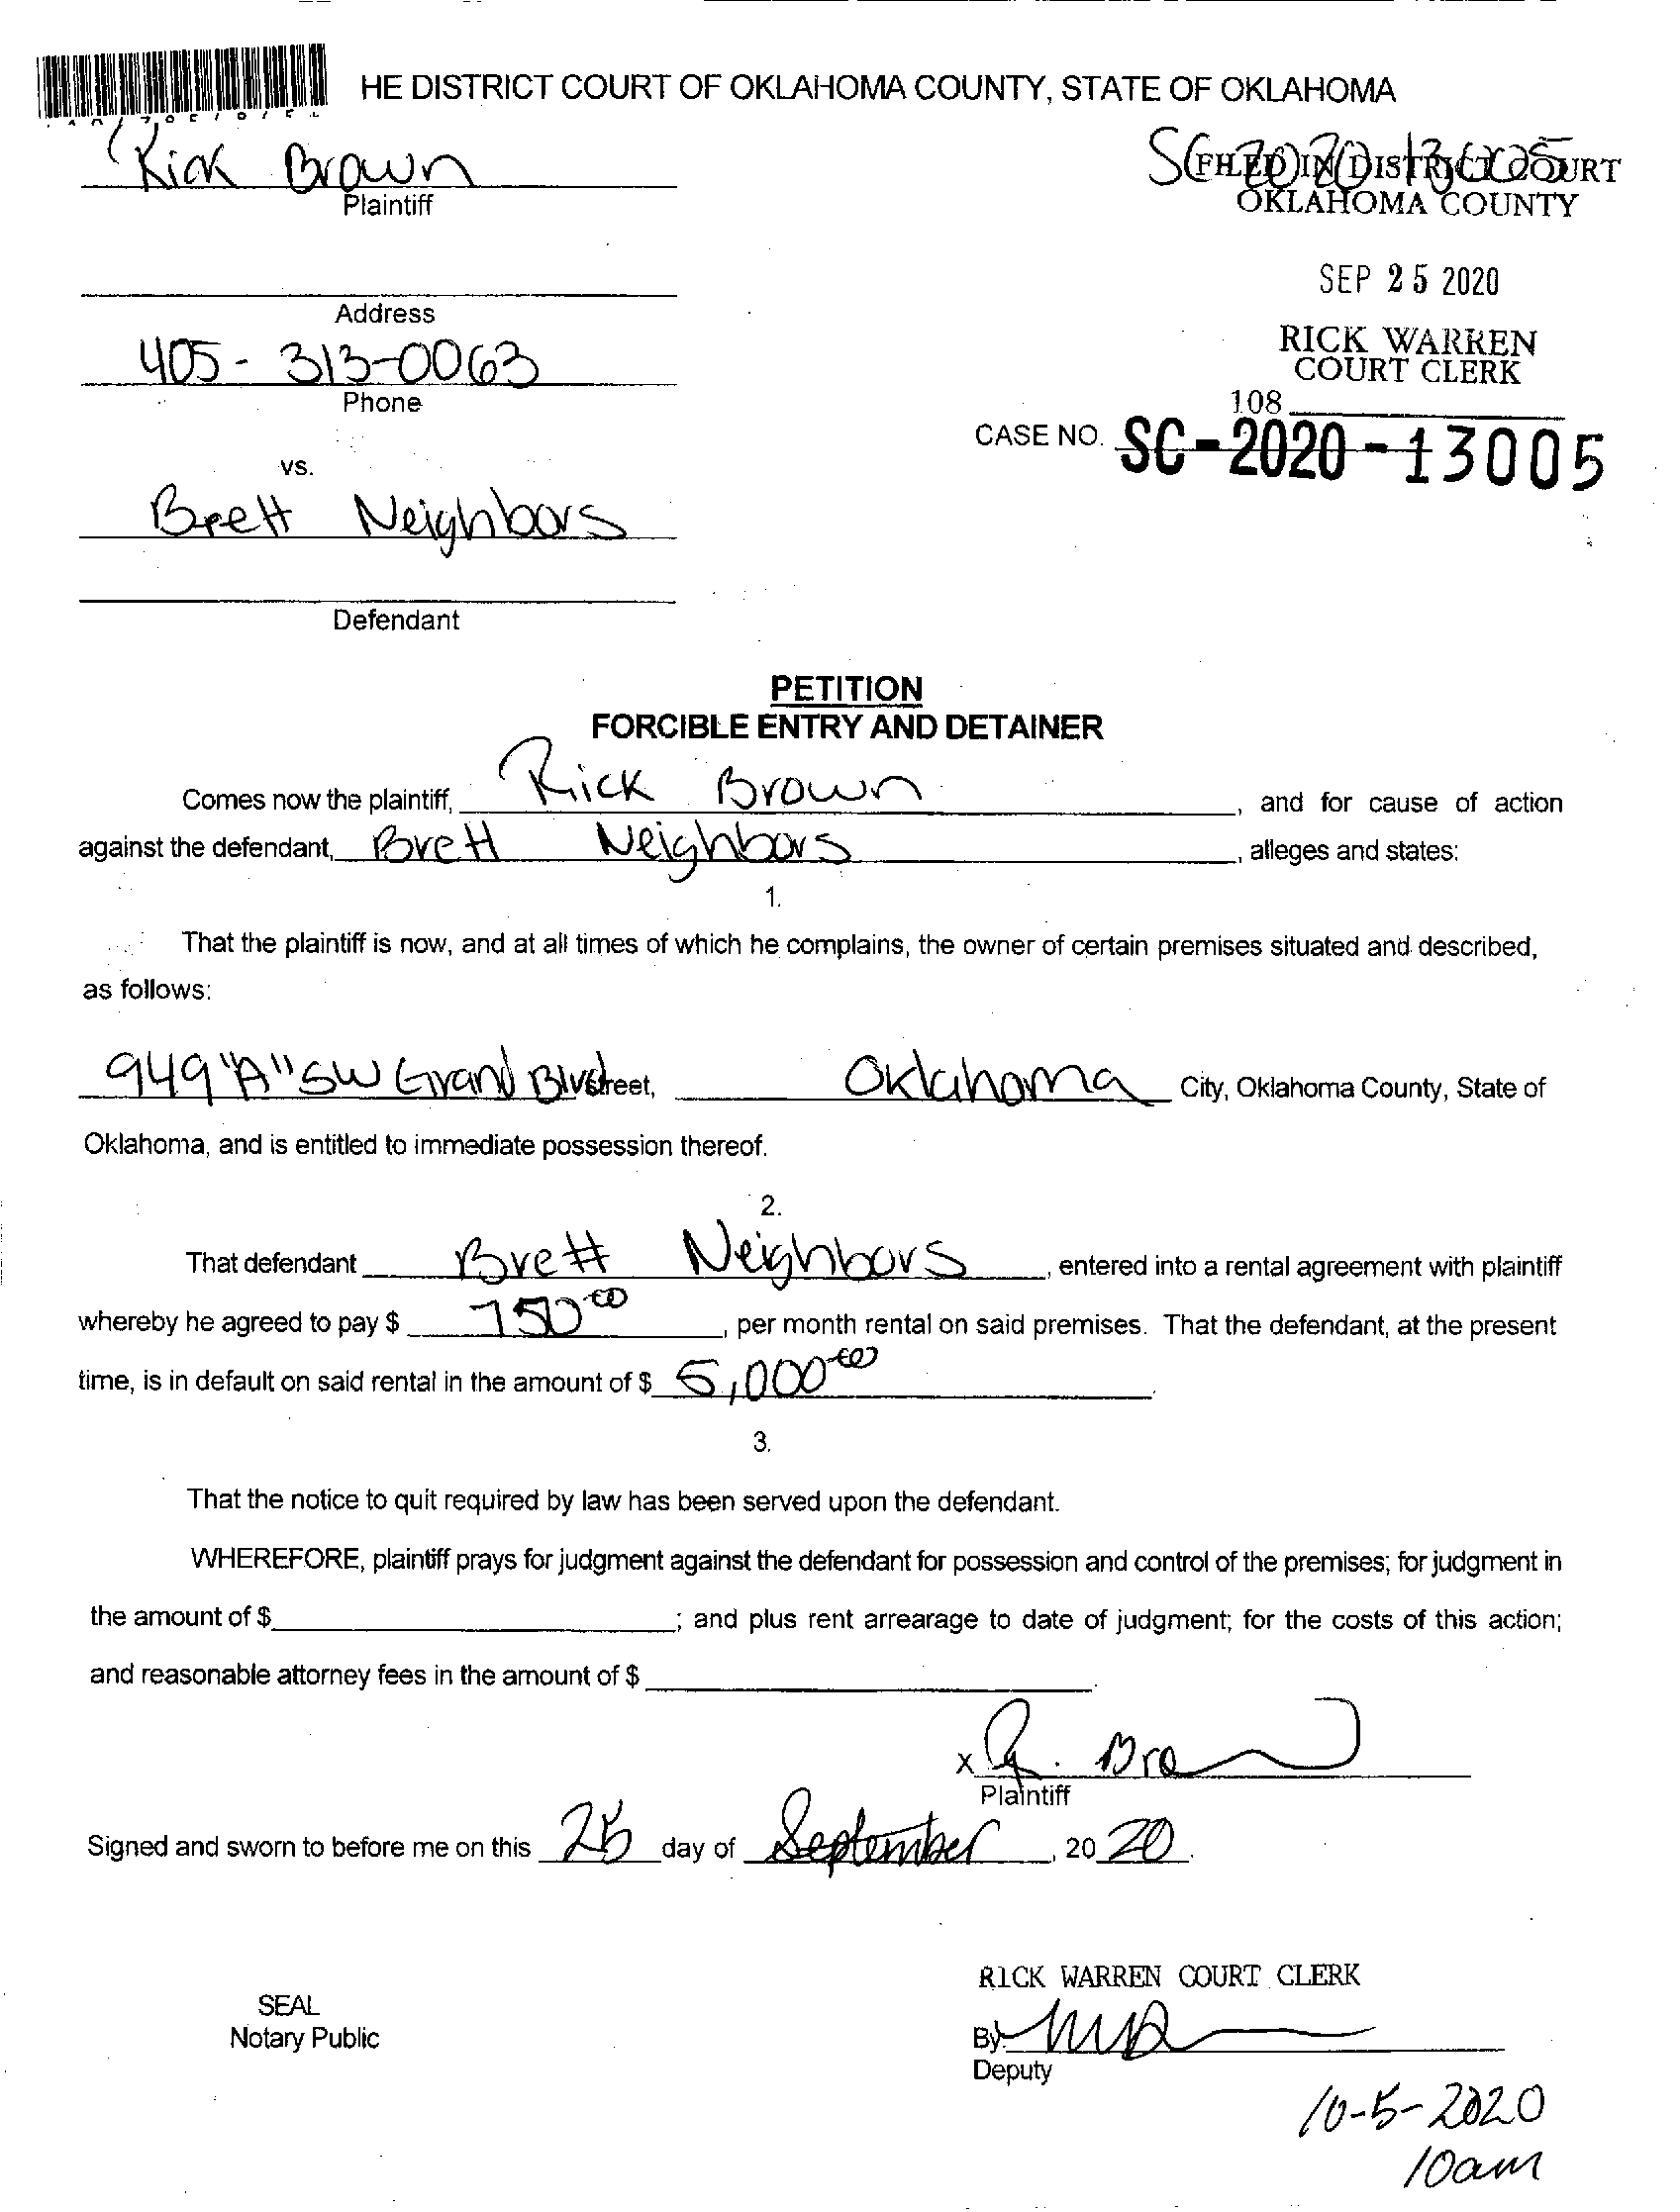 HE DISTRICT COURT OF OKLAHOMA COUNTY, STATE OF OKLAHOMA
Rick Brown
Plaintiff
SC 2020 13005
FILED IN DISTRICT COURT
OKLAHOMA COUNTY
SEP 25 2020
Address
405-313-0063
Phone
RICK WARREN
COURT CLERK
108
CASE NO. SC-2020-13005
vs.
Brett Neighbors
Defendant
PETITION
FORCIBLE ENTRY AND DETAINER
Comes now the plaintiff, Rick Brown, and for cause of action
against the defendant, Brett Neighbors, alleges and states:
1.
That the plaintiff is now, and at all times of which he complains, the owner of certain premises situated and described,
as follows:
949 "A" SW Grand Blvd street, Oklahoma City, Oklahoma County, State of
Oklahoma, and is entitled to immediate possession thereof.
2.
That defendant Brett Neighbors, entered into a rental agreement with plaintiff
whereby he agreed to pay $ 750 00, per month rental on said premises. That the defendant, at the present
time, is in default on said rental in the amount of $ 5,000 00.
3.
That the notice to quit required by law has been served upon the defendant.
WHEREFORE, plaintiff prays for judgment against the defendant for possession and control of the premises; for judgment in
the amount of $ ; and plus rent arrearage to date of judgment; for the costs of this action;
and reasonable attorney fees in the amount of $ .
x R. Bro
Plaintiff
Signed and sworn to before me on this 25 day of September, 20 20.
RICK WARREN COURT CLERK
SEAL
Notary Public
By
Deputy
10-5-2020
10am